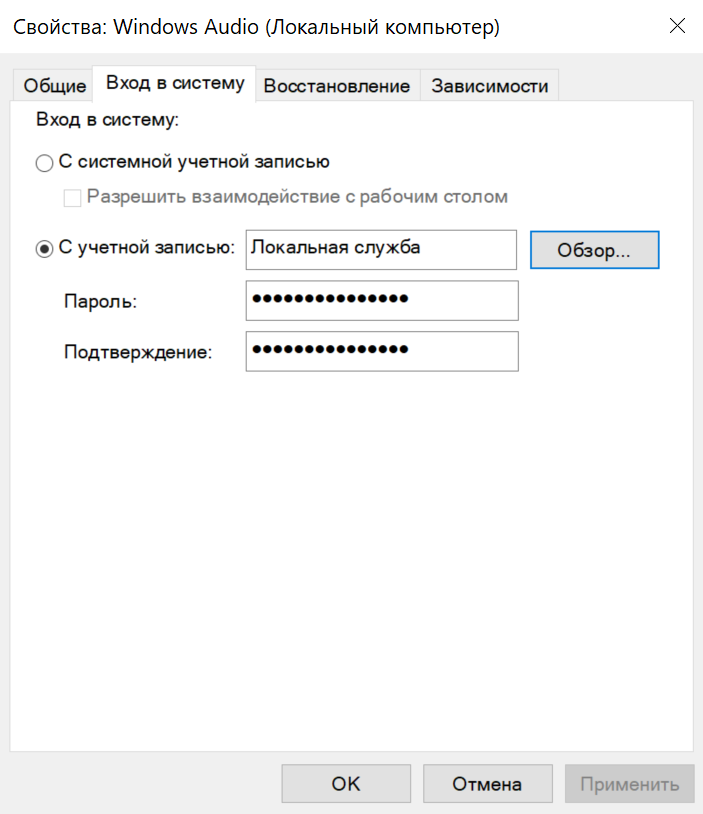 Свойства: Windows Audio (Локальный компьютер)
Общие Вход в систему Восстановление Зависимости
Вход в систему:
С системной учетной записью
Разрешить взаимодействие с рабочим столом
С учетной записью: Локальная служба Обзор...
Пароль: •••••••••••••••
Подтверждение: •••••••••••••••
OK Отмена Применить